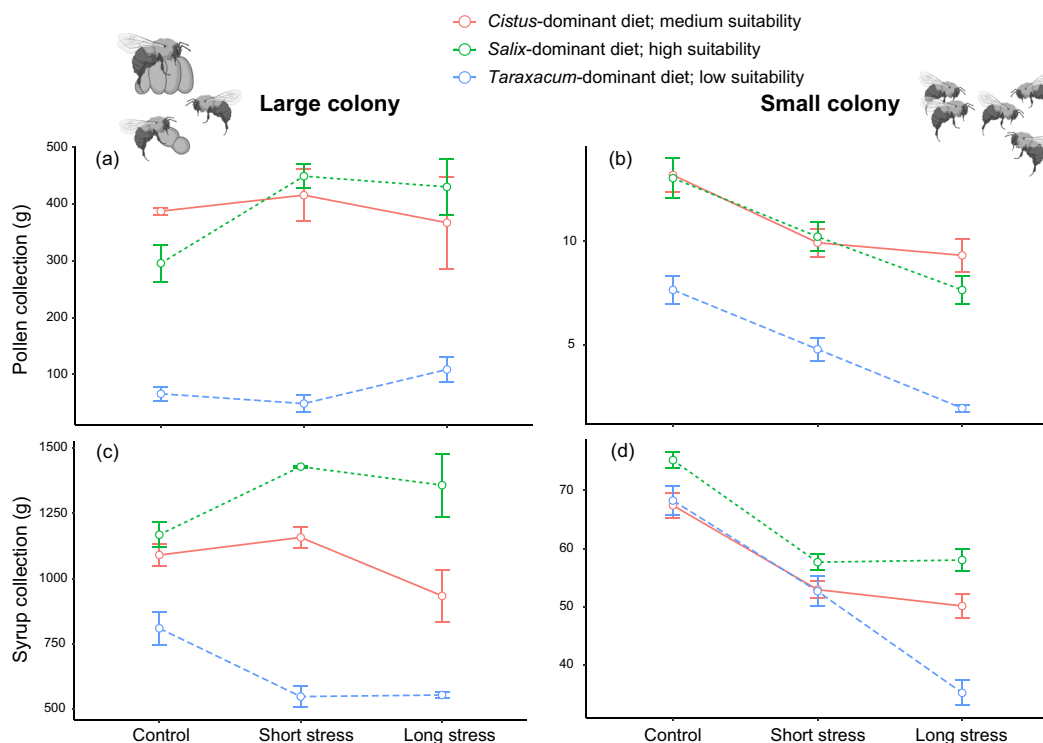 Cistus-dominant diet; medium suitability
Salix-dominant diet; high suitability
Taraxacum-dominant diet; low suitability
Large colony
Small colony
(a)
500
400
300
200
100
Pollen collection (g)
(b)
10
5
(c)
1500
1250
1000
750
500
Syrup collection (g)
(d)
70
60
50
40
Control Short stress Long stress
Control Short stress Long stress